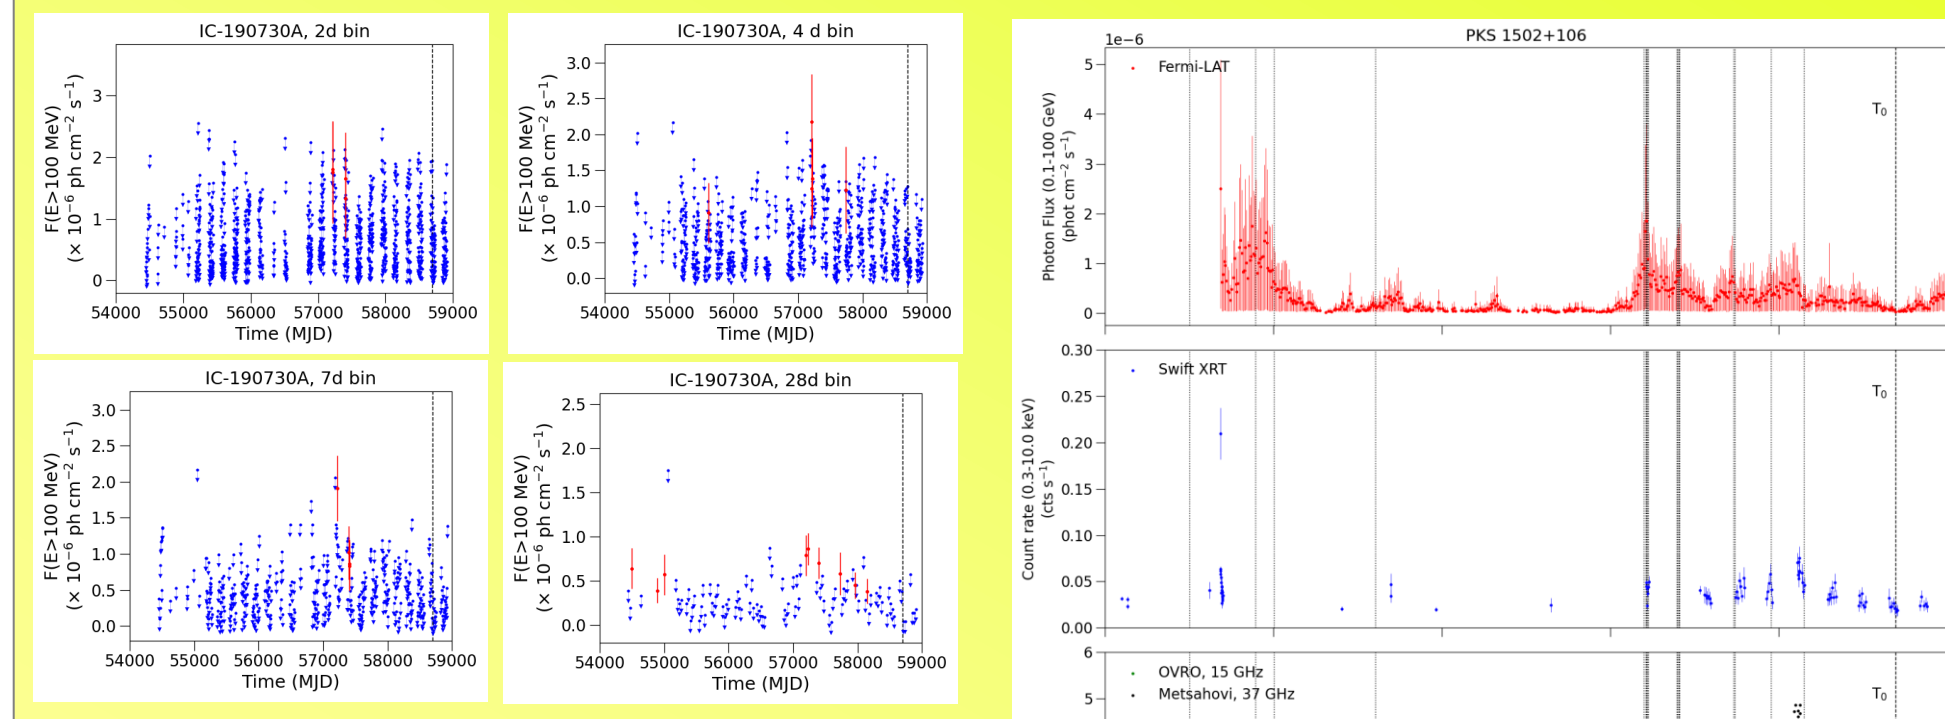 IC-190730A, 2d bin
F(E>100 MeV)
(× 10⁻⁶ ph cm⁻² s⁻¹)
3
2
1
0
54000 55000 56000 57000 58000 59000
Time (MJD)
IC-190730A, 4 d bin
F(E>100 MeV)
(× 10⁻⁶ ph cm⁻² s⁻¹)
3.0
2.5
2.0
1.5
1.0
0.5
0.0
54000 55000 56000 57000 58000 59000
Time (MJD)
IC-190730A, 7d bin
F(E>100 MeV)
(× 10⁻⁶ ph cm⁻² s⁻¹)
3.0
2.5
2.0
1.5
1.0
0.5
0.0
54000 55000 56000 57000 58000 59000
Time (MJD)
IC-190730A, 28d bin
F(E>100 MeV)
(× 10⁻⁶ ph cm⁻² s⁻¹)
2.5
2.0
1.5
1.0
0.5
0.0
54000 55000 56000 57000 58000 59000
Time (MJD)
PKS 1502+106
1e−6
Photon Flux (0.1-100 GeV)
(phot cm⁻² s⁻¹)
5
4
3
2
1
0
Fermi-LAT
T₀
Count rate (0.3-10.0 keV)
(cts s⁻¹)
0.30
0.25
0.20
0.15
0.10
0.05
0.00
Swift XRT
T₀
6
5
OVRO, 15 GHz
Metsahovi, 37 GHz
T₀